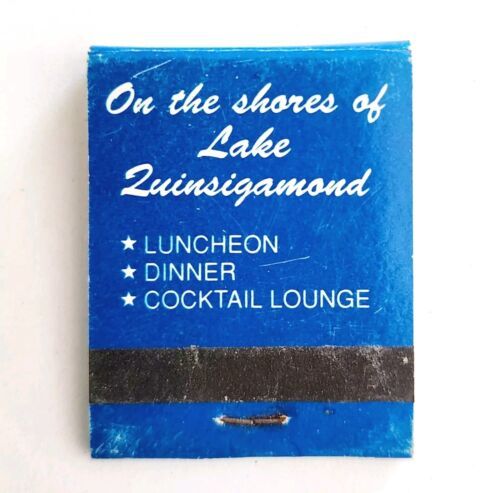 On the shores of
Lake
Quinsigamond
★ LUNCHEON
★ DINNER
★ COCKTAIL LOUNGE